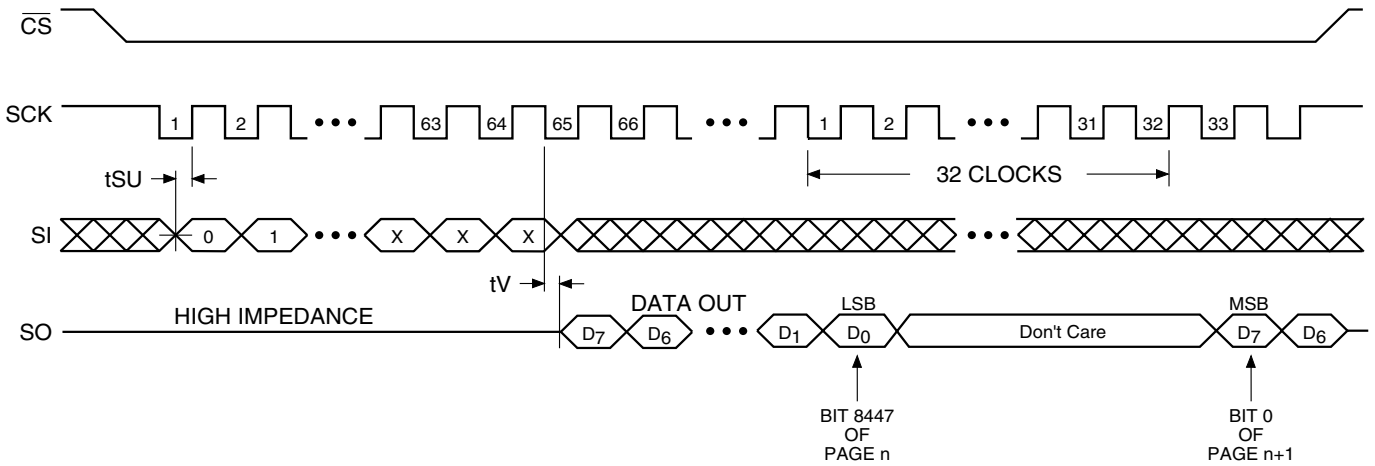 CS
SCK
1 2 ••• 63 64 65 66 ••• 1 2 ••• 31 32 33
tSU
32 CLOCKS
SI
0 1 ••• X X X •••
tV
HIGH IMPEDANCE
DATA OUT
LSB
MSB
SO
D7 D6 ••• D1 D0 Don't Care D7 D6
BIT 8447
OF
PAGE n
BIT 0
OF
PAGE n+1